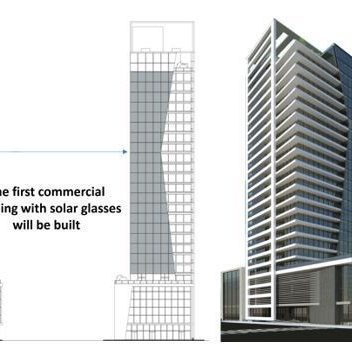 he first commercial
ing with solar glasses
will be built